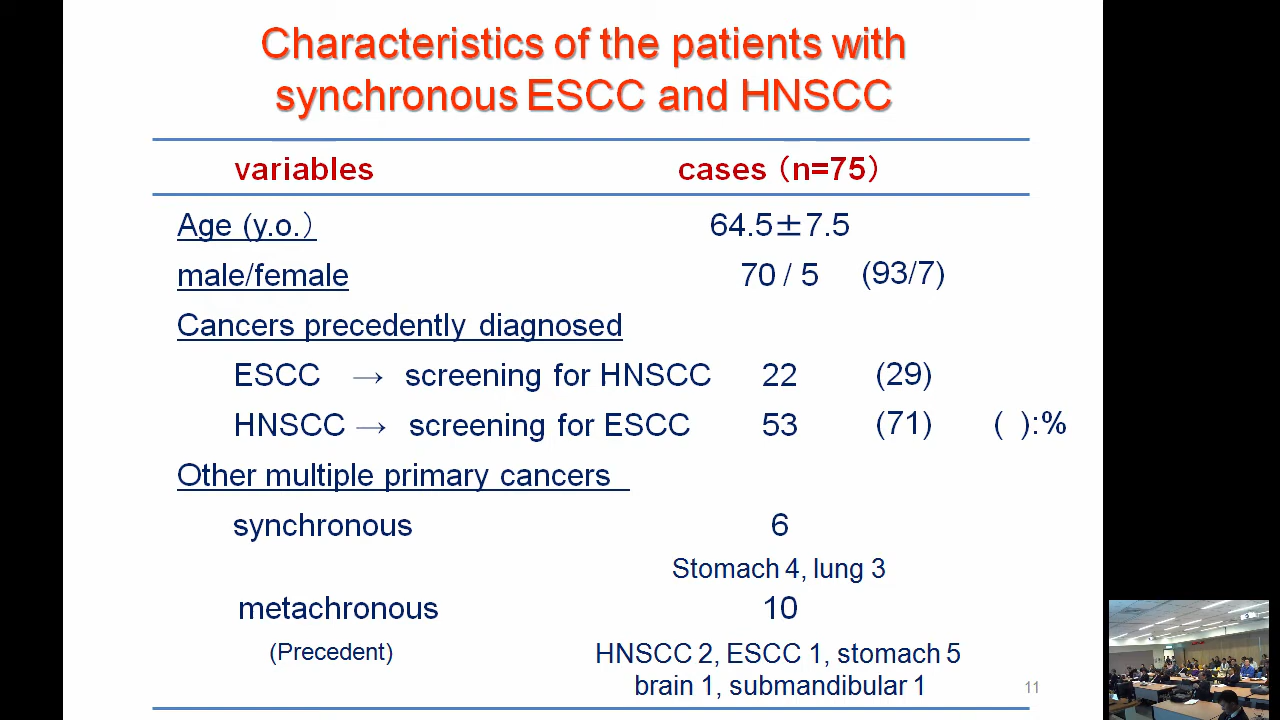 Characteristics of the patients with
synchronous ESCC and HNSCC
variables cases (n=75)
Age (y.o.) 64.5±7.5
male/female 70 / 5 (93/7)
Cancers precedently diagnosed
ESCC → screening for HNSCC 22 (29)
HNSCC → screening for ESCC 53 (71) ( ):%
Other multiple primary cancers
synchronous 6
Stomach 4, lung 3
metachronous 10
(Precedent) HNSCC 2, ESCC 1, stomach 5
brain 1, submandibular 1
11